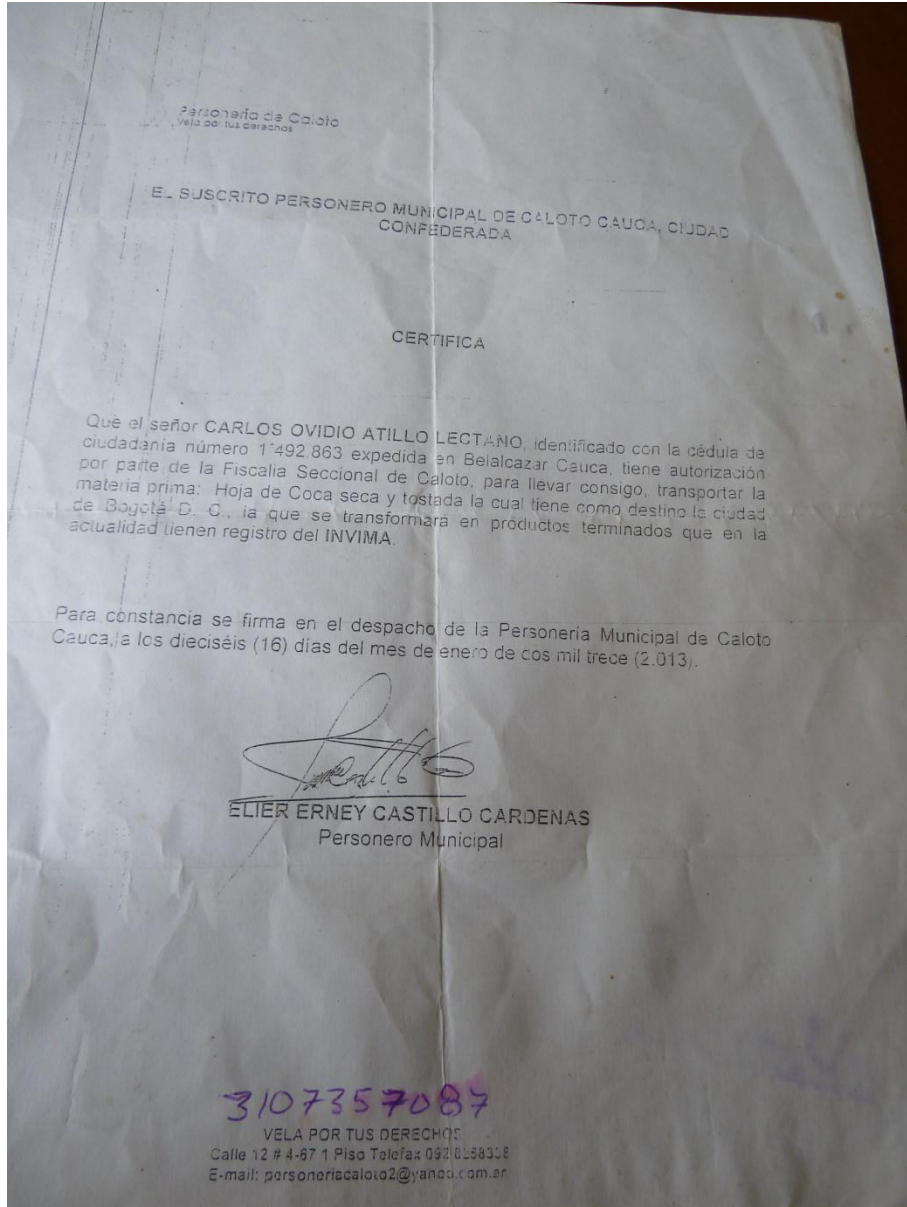 Personería de Caloto
Vela por tus derechos
EL SUSCRITO PERSONERO MUNICIPAL DE CALOTO CAUCA, CIUDAD
CONFEDERADA
CERTIFICA
Que el señor CARLOS OVIDIO ATILLO LECTANO, identificado con la cédula de
ciudadanía número 1´492.863 expedida en Belalcazar Cauca, tiene autorización
por parte de la Fiscalia Seccional de Caloto, para llevar consigo, transportar la
materia prima: Hoja de Coca seca y tostada la cual tiene como destino la ciudad
de Bogotá D. C., la que se transformará en productos terminados que en la
actualidad tienen registro del INVIMA.
Para constancia se firma en el despacho de la Personería Municipal de Caloto
Cauca, a los dieciséis (16) días del mes de enero de dos mil trece (2.013).
ELIER ERNEY CASTILLO CARDENAS
Personero Municipal
3107357087
VELA POR TUS DERECHOS
Calle 12 # 4-67 1 Piso Telefax 092
E-mail: personeriacaloto2@yahoo.com.ar